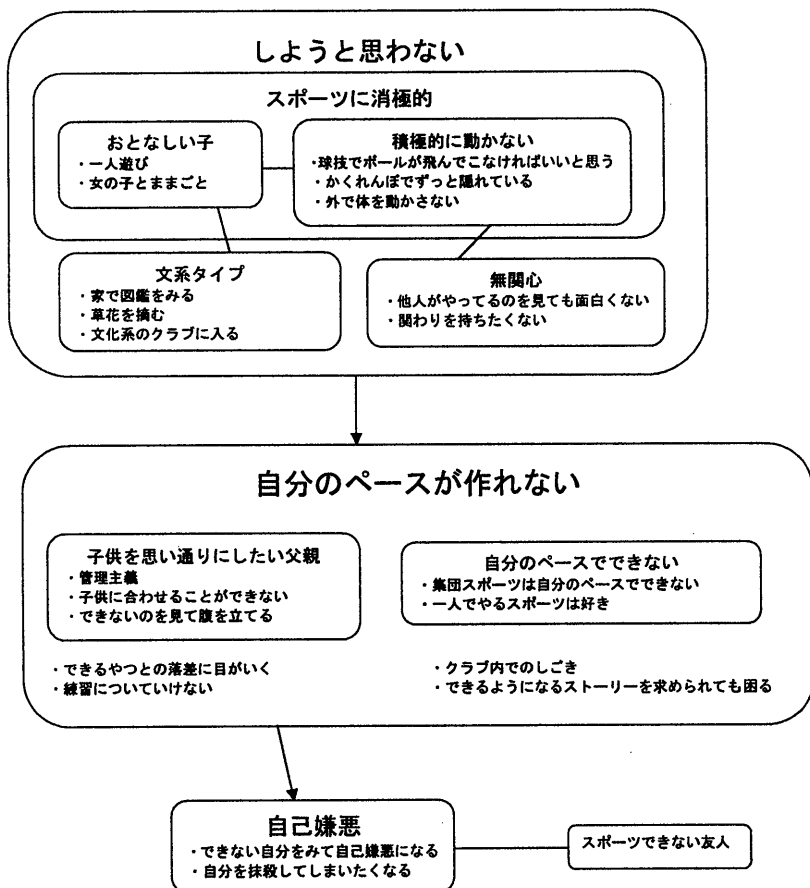 しようと思わない
スポーツに消極的
おとなしい子
・一人遊び
・女の子とままごと
積極的に動かない
・球技でボールが飛んでこなければいいと思う
・かくれんぼでずっと隠れている
・外で体を動かさない
文系タイプ
・家で図鑑をみる
・草花を摘む
・文化系のクラブに入る
無関心
・他人がやってるのを見ても面白くない
・関わりを持ちたくない
自分のペースが作れない
子供を思い通りにしたい父親
・管理主義
・子供に合わせることができない
・できないのを見て腹を立てる
自分のペースでできない
・集団スポーツは自分のペースでできない
・一人でやるスポーツは好き
・できるやつとの落差に目がいく
・練習についていけない
・クラブ内でのしごき
・できるようになるストーリーを求められても困る
自己嫌悪
・できない自分をみて自己嫌悪になる
・自分を抹殺してしまいたくなる
スポーツできない友人